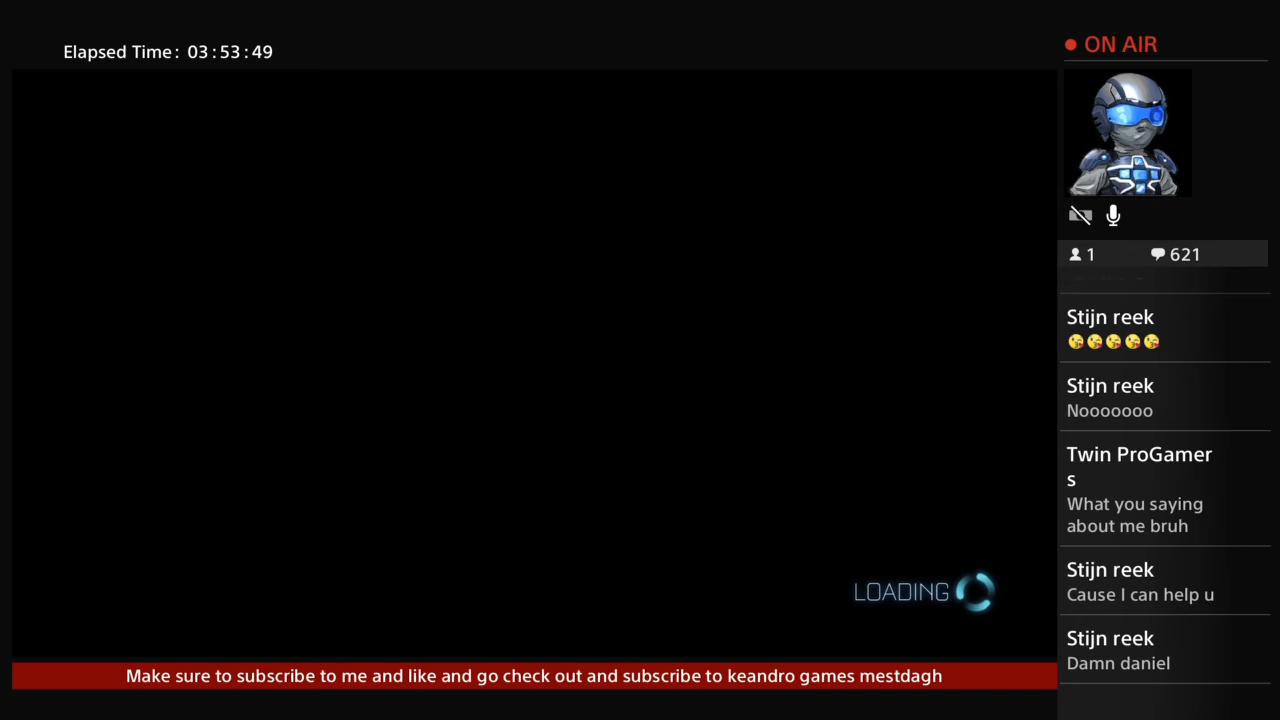 Elapsed Time: 03:53:49
ON AIR
1 621
Stijn reek
😘😘😘😘😘
Stijn reek
Nooooooo
Twin ProGamer
s
What you saying
about me bruh
Stijn reek
Cause I can help u
Stijn reek
Damn daniel
LOADING
Make sure to subscribe to me and like and go check out and subscribe to keandro games mestdagh